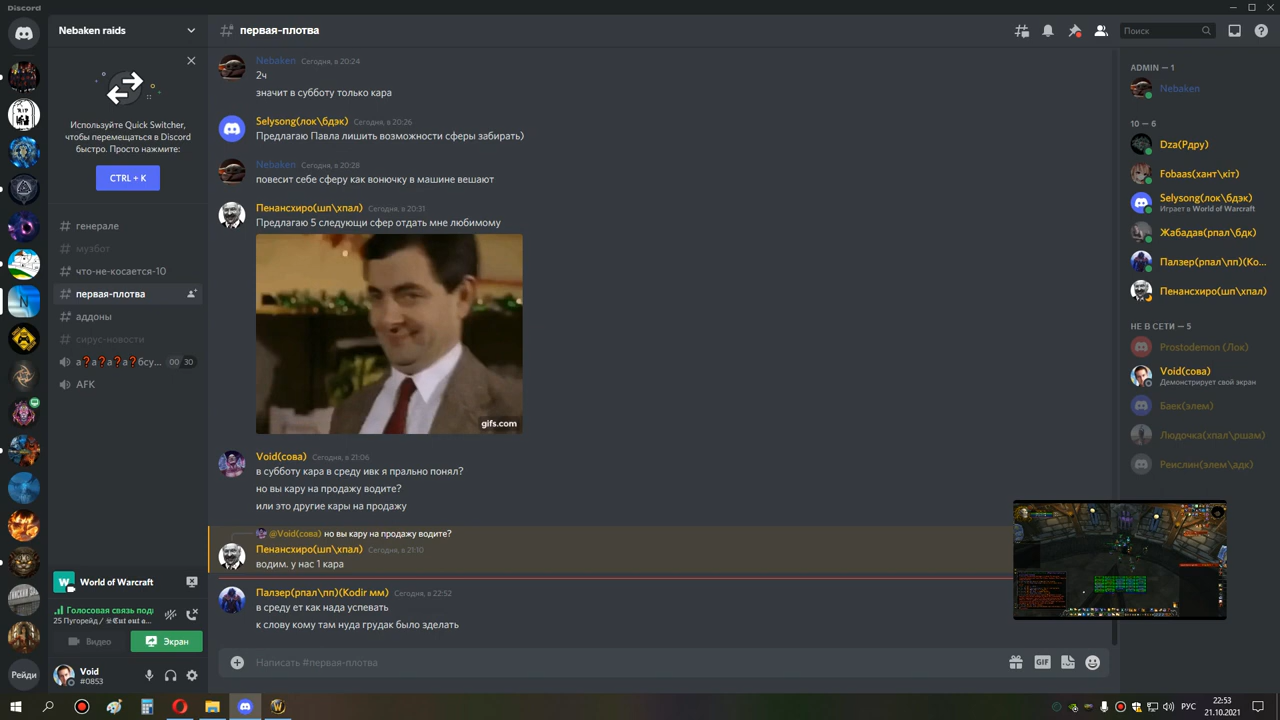 Discord
Nebaken raids
Используйте Quick Switcher,
чтобы перемещаться в Discord
быстро. Просто нажмите:
CTRL + K
генерале
музбот
что-не-косается-10
первая-плотва
аддоны
сирус-новости
а❓а❓а❓а❓бсу... 00 30
AFK
World of Warcraft
Голосовая связь подк
25 Пугорейд /
Видео
Экран
Void
#0853
Рейди
первая-плотва
Поиск
Nebaken Сегодня, в 20:24
2ч
значит в субботу только кара
Selysong(лок\бдэк) Сегодня, в 20:26
Предлагаю Павла лишить возможности сферы забирать)
Nebaken Сегодня, в 20:28
повесит себе сферу как вонючку в машине вешают
Пенансхиро(шп\хпал) Сегодня, в 20:31
Предлагаю 5 следующи сфер отдать мне любимому
gifs.com
Void(сова) Сегодня, в 21:06
в субботу кара в среду ивк я прально понял?
но вы кару на продажу водите?
или это другие кары на продажу
@Void(сова) но вы кару на продажу водите?
Пенансхиро(шп\хпал) Сегодня, в 21:10
водим. у нас 1 кара
Палзер(рпал\пп)(Kodir мм) Сегодня, в 22:52
в среду ет как нада успевать
к слову кому там нуда грудак было зделать
Написать #первая-плотва
GIF
ADMIN — 1
Nebaken
10 — 6
Dza(Рдру)
Fobaas(хант\кіт)
Selysong(лок\бдэк)
Играет в World of Warcraft
Жабадав(рпал\бдк)
Палзер(рпал\пп)(Ko...
Пенансхиро(шп\хпал)
НЕ В СЕТИ — 5
Prostodemon (Лок)
Void(сова)
Демонстрирует свой экран
Баек(элем)
Людочка(хпал\ршам)
Реислин(элем\адк)
РУС
22:53
21.10.2021